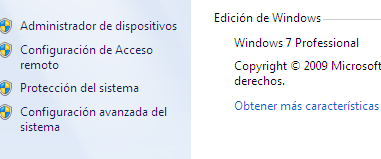 Administrador de dispositivos
Configuración de Acceso
remoto
Protección del sistema
Configuración avanzada del
sistema
Edición de Windows
Windows 7 Professional
Copyright © 2009 Microsoft
derechos.
Obtener más características